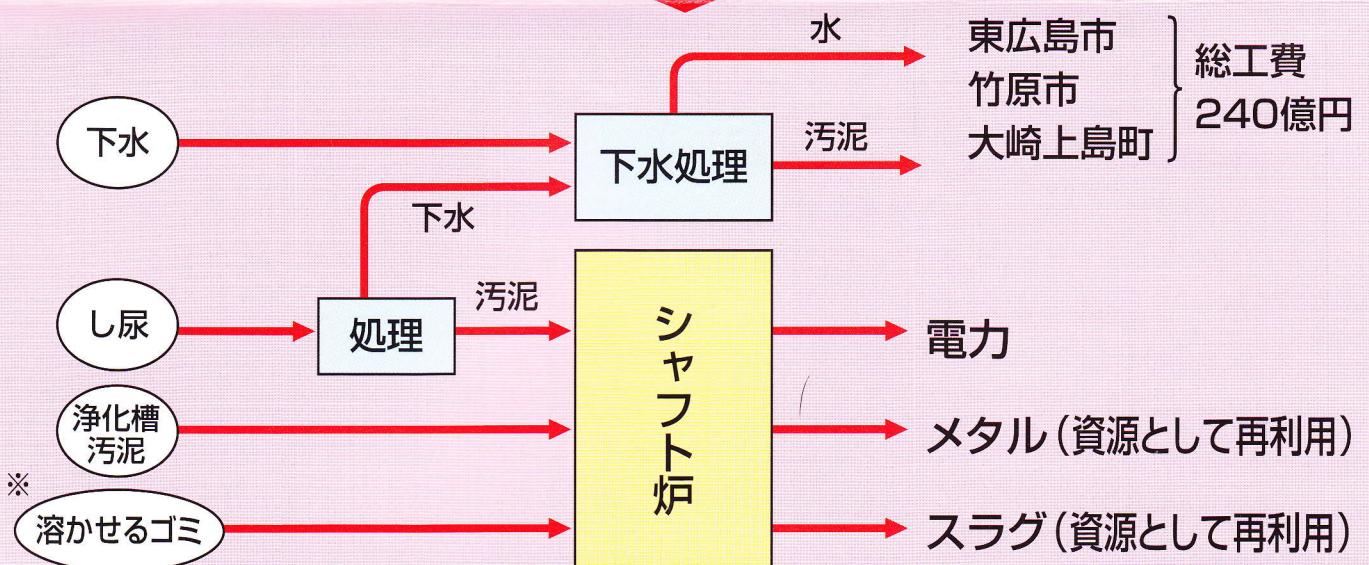 水
東広島市
竹原市
大崎上島町
総工費
240億円
下水
下水処理
汚泥
下水
し尿
処理
汚泥
シャフト炉
電力
浄化槽
汚泥
メタル（資源として再利用）
※
溶かせるゴミ
スラグ（資源として再利用）